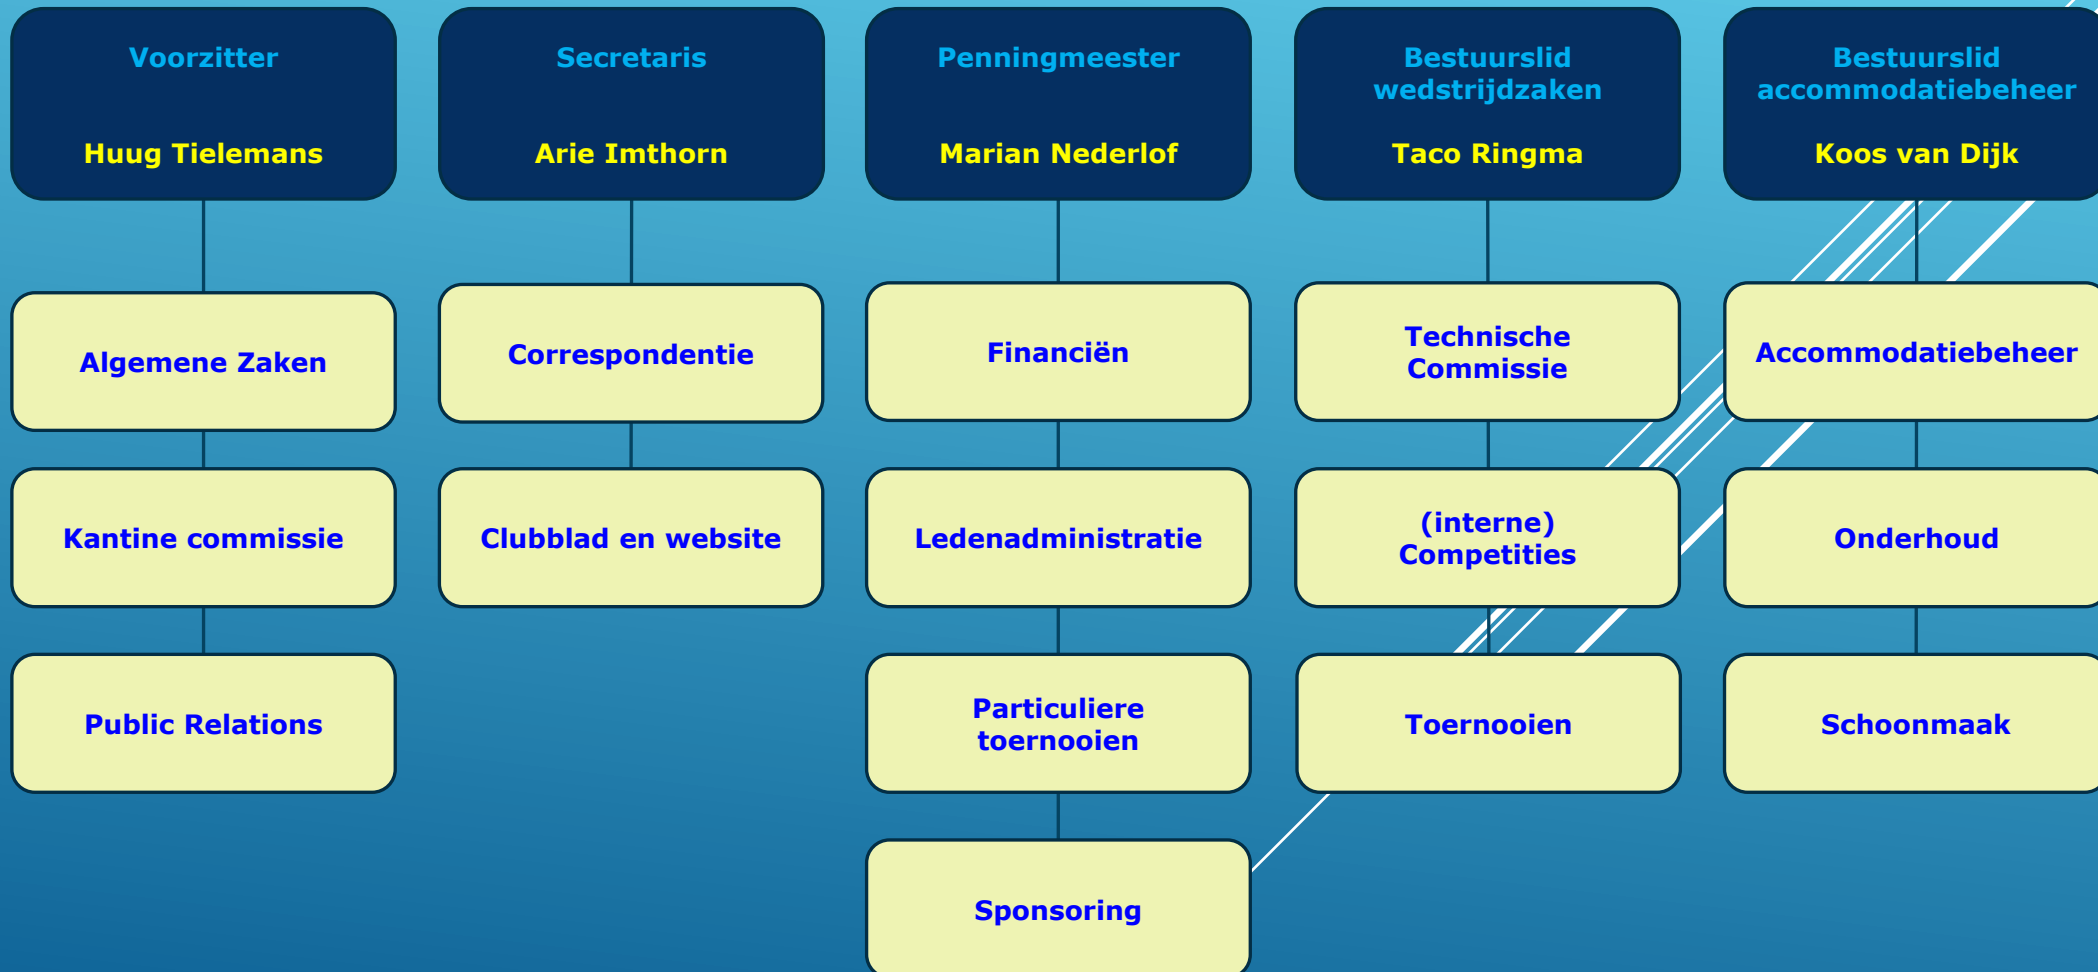 Voorzitter
Huug Tielemans
Algemene Zaken
Kantine commissie
Public Relations
Secretaris
Arie Imthorn
Correspondentie
Clubblad en website
Penningmeester
Marian Nederlof
Financiën
Ledenadministratie
Particuliere
toernooien
Sponsoring
Bestuurslid
wedstrijdzaken
Taco Ringma
Technische
Commissie
(interne)
Competities
Toernooien
Bestuurslid
accommodatiebeheer
Koos van Dijk
Accommodatiebeheer
Onderhoud
Schoonmaak